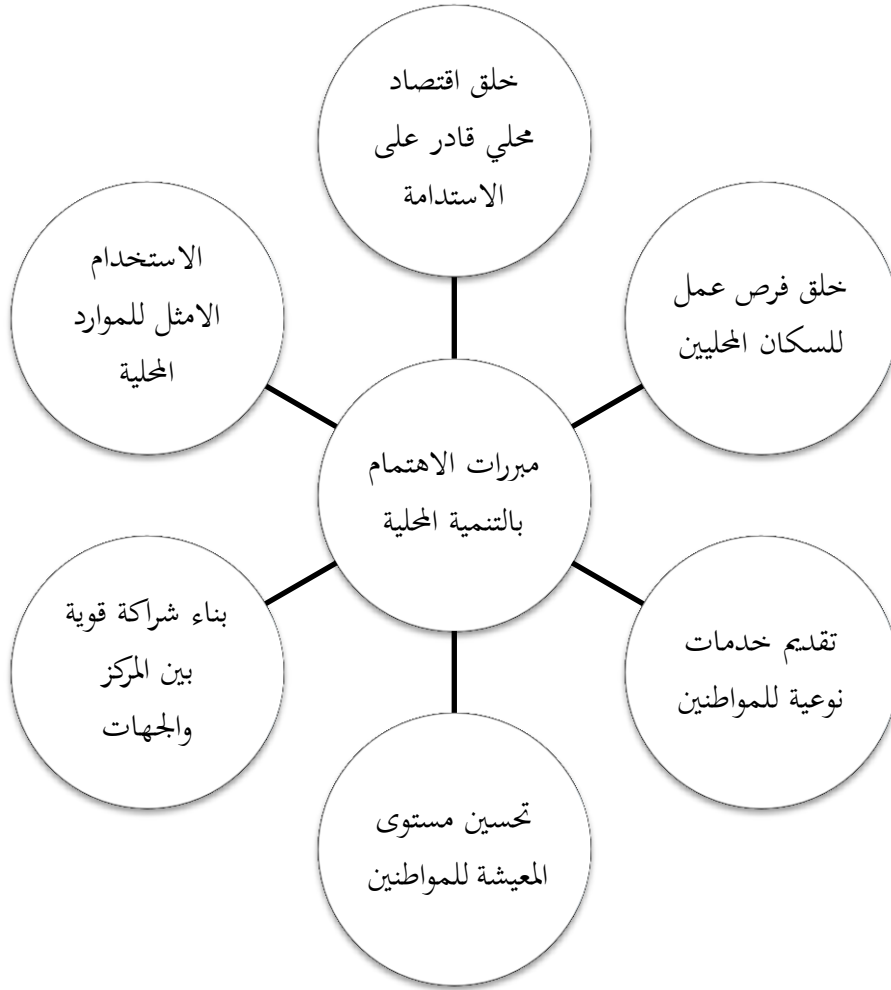 خلق اقتصاد
محلي قادر على
الاستدامة
خلق فرص عمل
للسكان المحليين
تقديم خدمات
نوعية للمواطنين
تحسين مستوى
المعيشة للمواطنين
بناء شراكة قوية
بين المركز
والجهات
الاستخدام
الامثل للموارد
المحلية
مبررات الاهتمام
بالتنمية المحلية